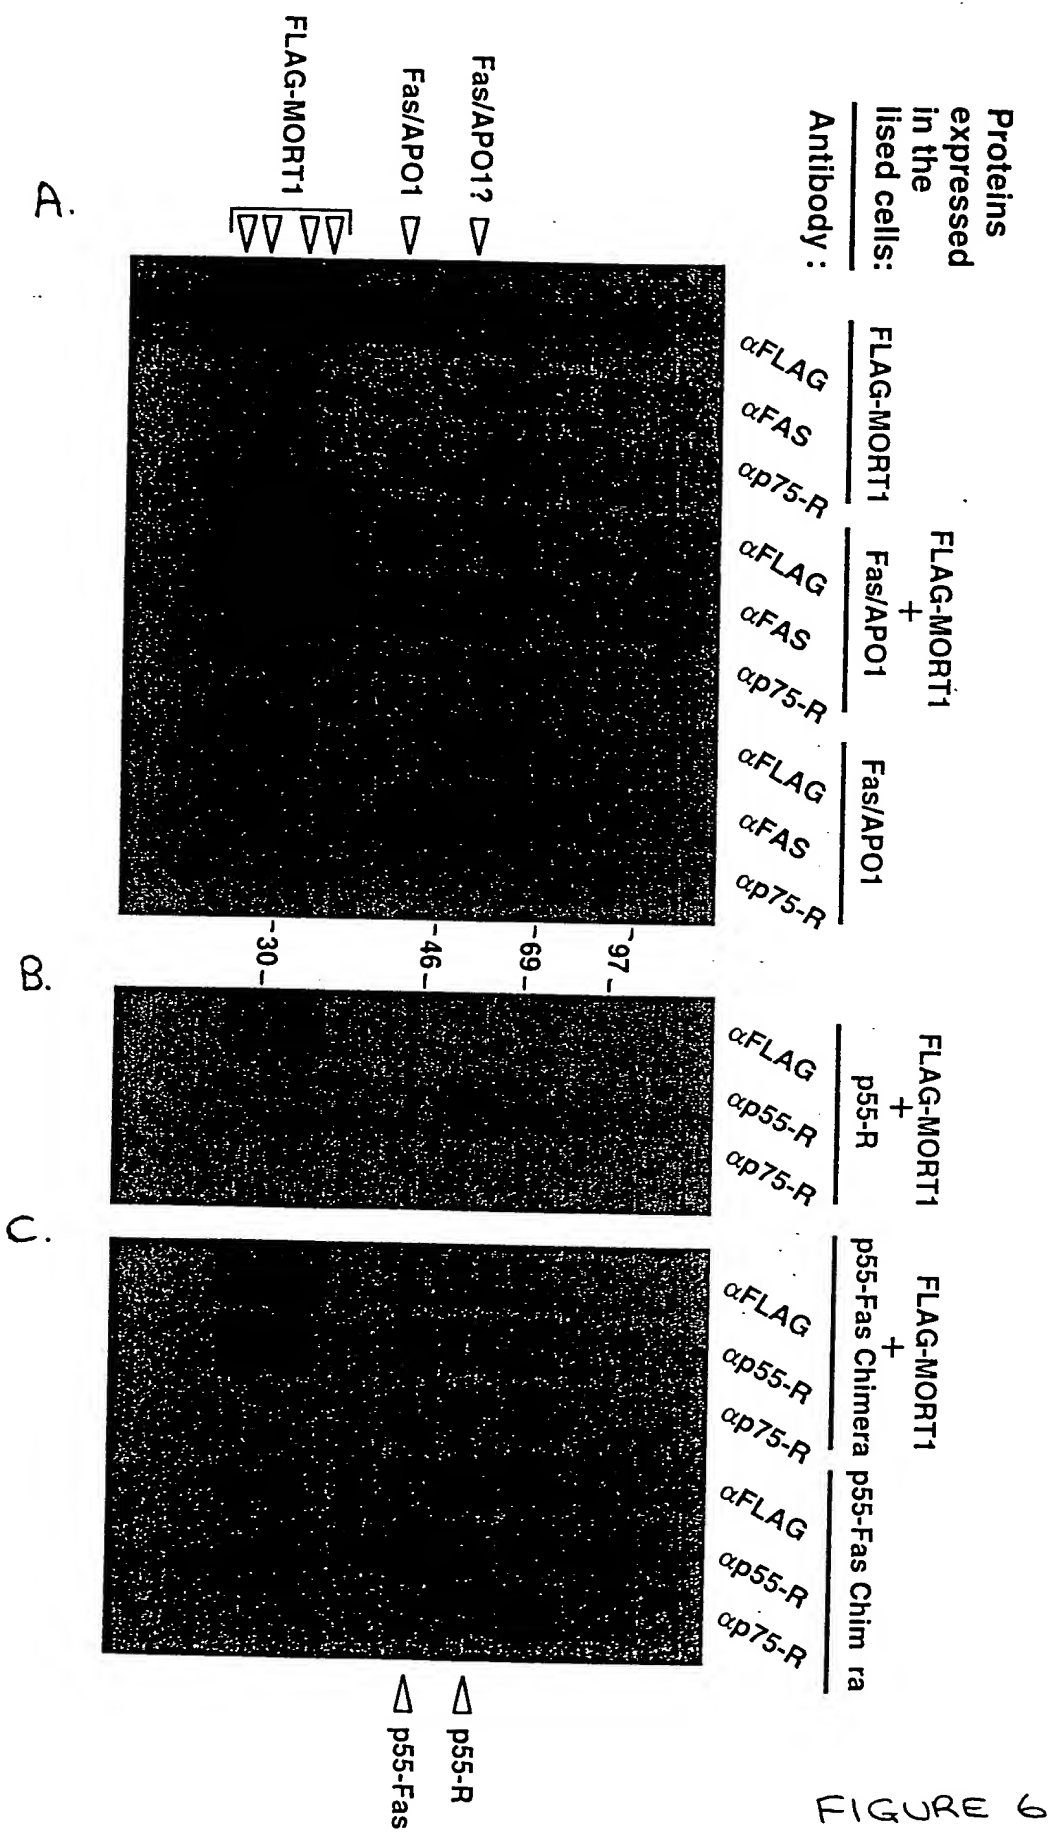 Proteins
expressed
in the
lised cells:
Antibody :
FLAG-MORT1
αFLAG
αFAS
αp75-R
FLAG-MORT1
+
Fas/APO1
αFLAG
αFAS
αp75-R
Fas/APO1
αFLAG
αFAS
αp75-R
FLAG-MORT1
+
p55-R
αFLAG
αp55-R
αp75-R
FLAG-MORT1
+
p55-Fas Chimera
αFLAG
αp55-R
αp75-R
p55-Fas Chim ra
αFLAG
αp55-R
αp75-R
Fas/APO1?
Fas/APO1
FLAG-MORT1
-97-
-69-
-46-
-30-
p55-R
p55-Fas
A.
B.
C.
FIGURE 6